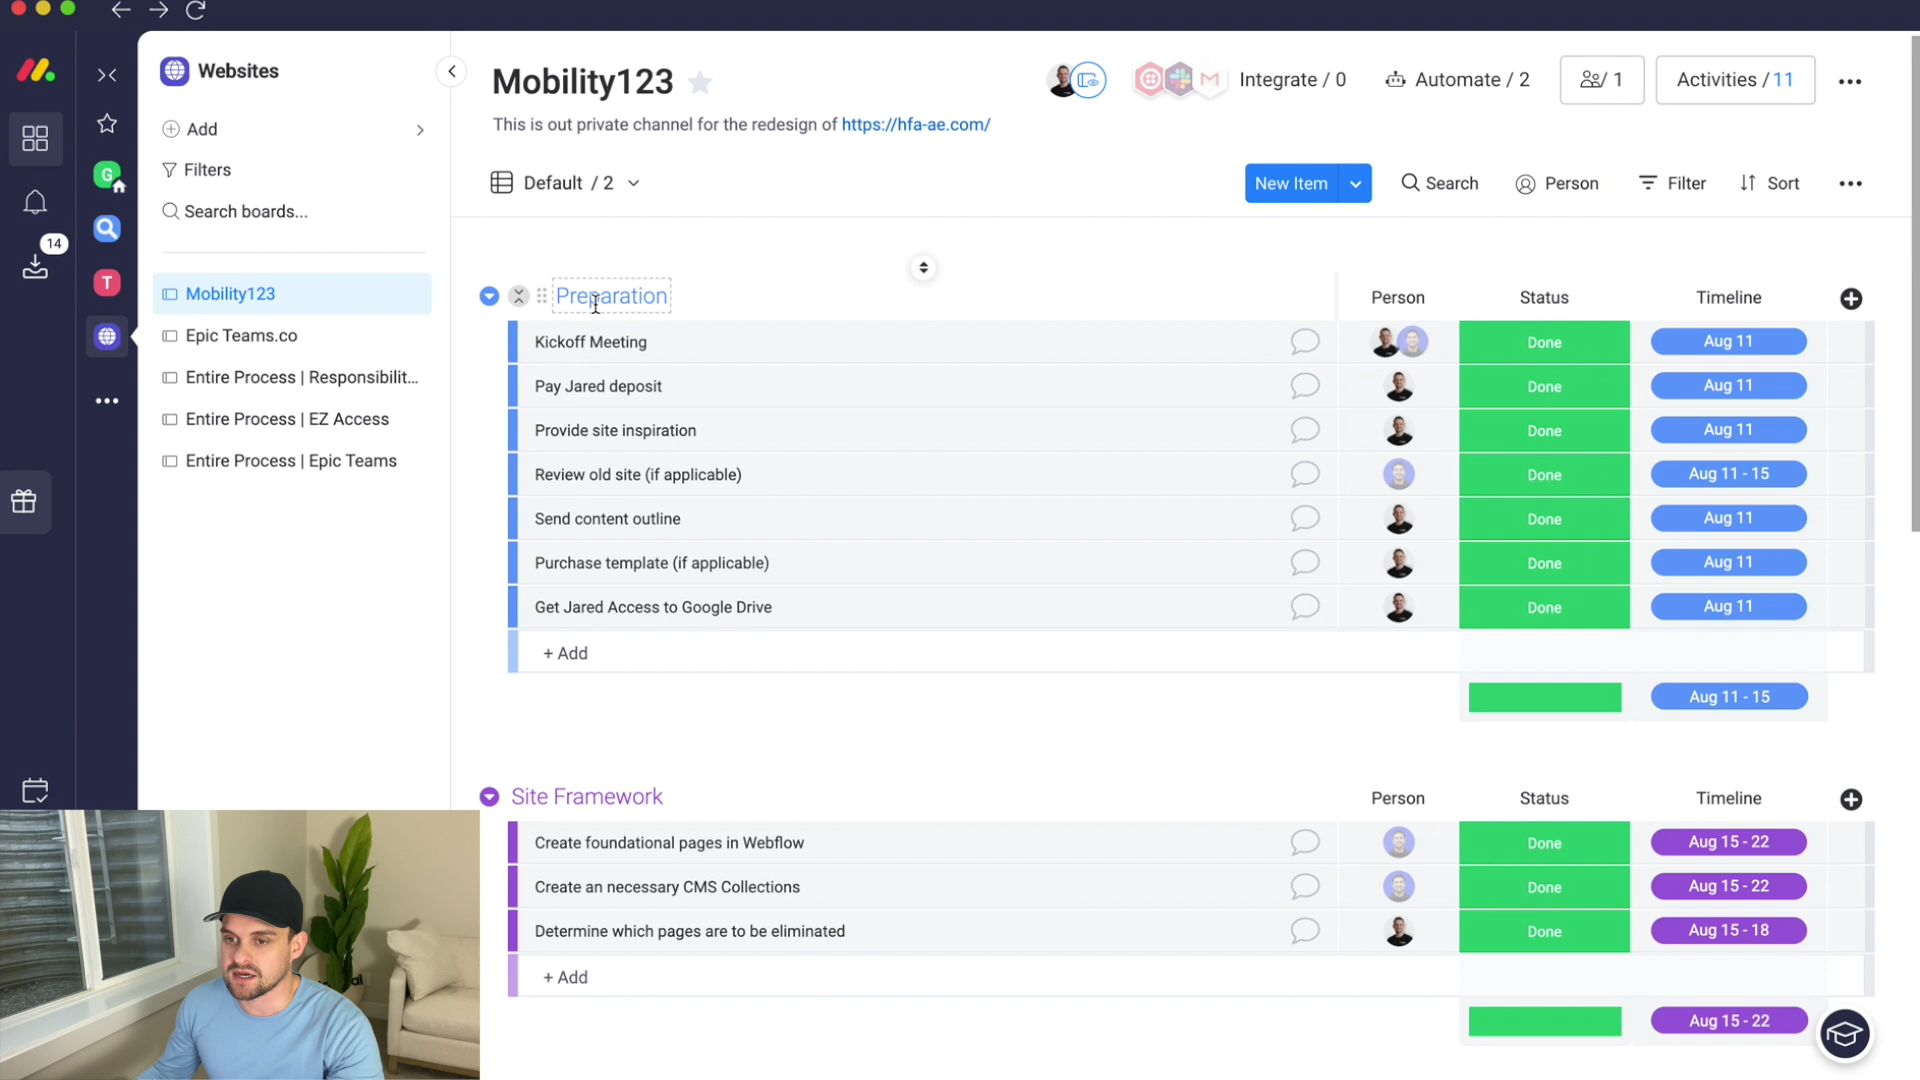 Websites
Add
Filters
Search boards...
Mobility123
Epic Teams.co
Entire Process | Responsibilit...
Entire Process | EZ Access
Entire Process | Epic Teams
G
T
14
Mobility123
Integrate / 0
Automate / 2
/ 1
Activities / 11
This is out private channel for the redesign of https://hfa-ae.com/
Default / 2
New Item
Search
Person
Filter
Sort
Preparation Person Status Timeline
Kickoff Meeting Done Aug 11
Pay Jared deposit Done Aug 11
Provide site inspiration Done Aug 11
Review old site (if applicable) Done Aug 11 - 15
Send content outline Done Aug 11
Purchase template (if applicable) Done Aug 11
Get Jared Access to Google Drive Done Aug 11
+ Add
Aug 11 - 15
Site Framework Person Status Timeline
Create foundational pages in Webflow Done Aug 15 - 22
Create an necessary CMS Collections Done Aug 15 - 22
Determine which pages are to be eliminated Done Aug 15 - 18
+ Add
Aug 15 - 22